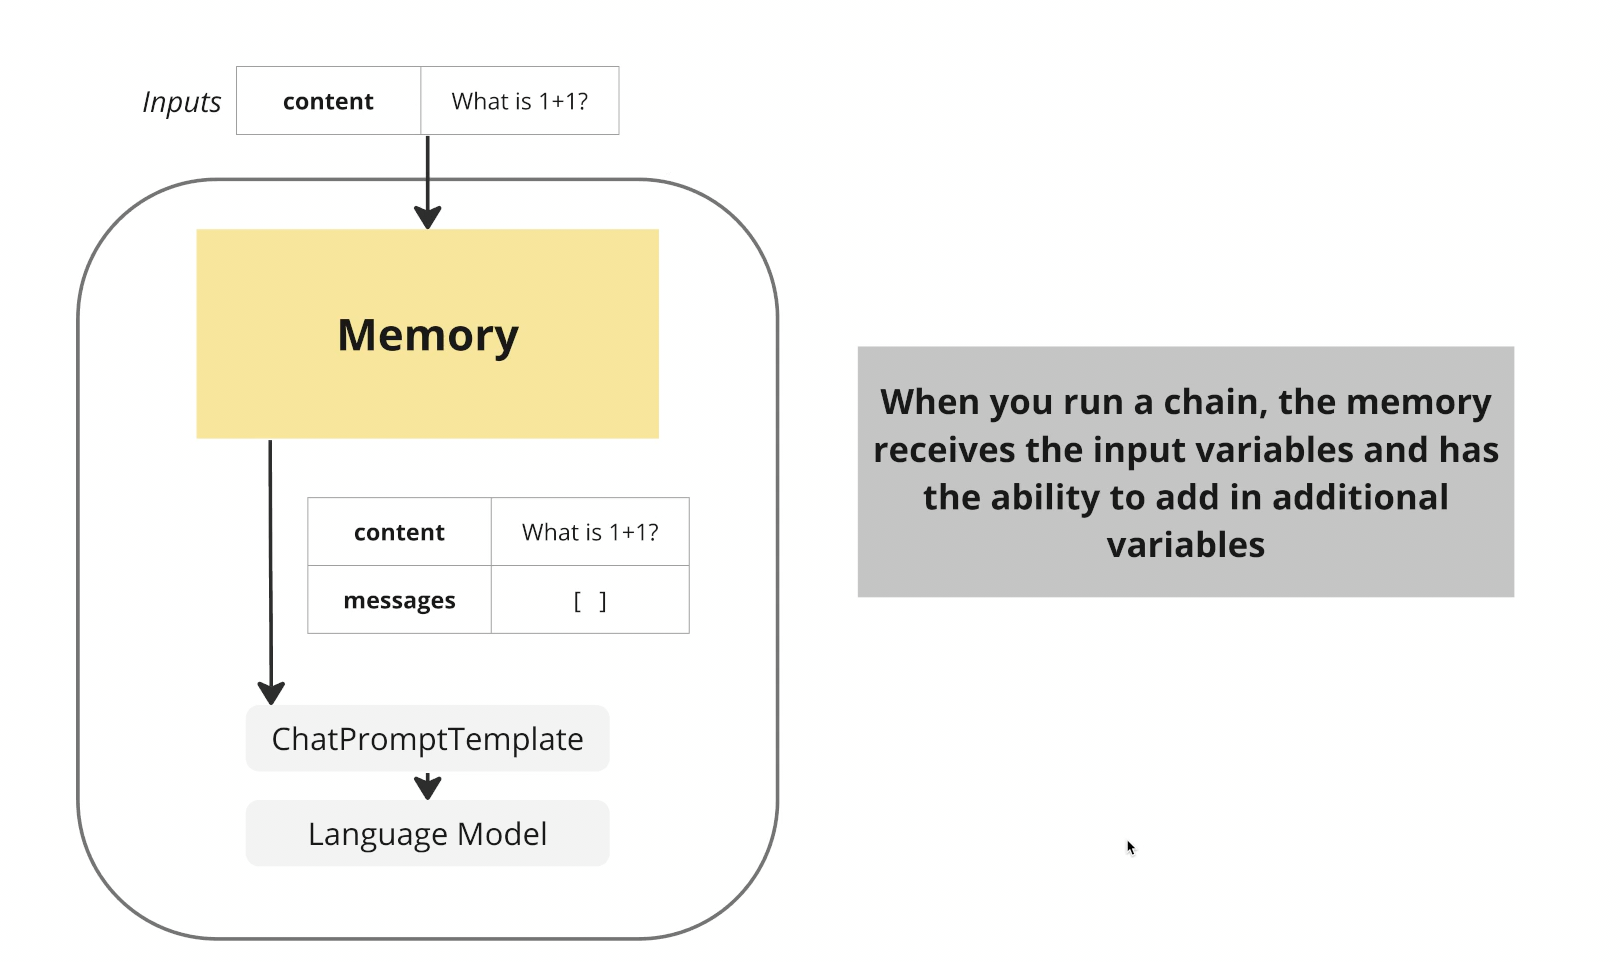 Inputs content What is 1+1?
Memory
When you run a chain, the memory
receives the input variables and has
the ability to add in additional
variables
content What is 1+1?
messages [ ]
ChatPromptTemplate
Language Model